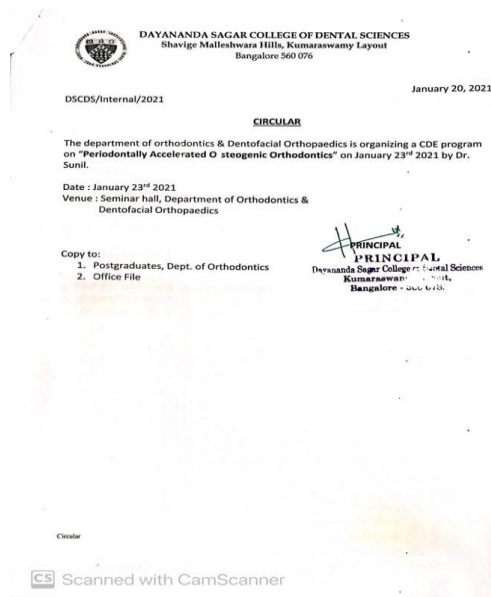 DAYANANDA SAGAR COLLEGE OF DENTAL SCIENCES
Shavige Malleshwara Hills, Kumaraswamy Layout
Bangalore 560 076
January 20, 2021
DSCDS/Internal/2021
CIRCULAR
The department of orthodontics & Dentofacial Orthopaedics is organizing a CDE program
on "Periodontally Accelerated O steogenic Orthodontics" on January 23rd 2021 by Dr.
Sunil.
Date : January 23rd 2021
Venue : Seminar hall, Department of Orthodontics &
Dentofacial Orthopaedics
PRINCIPAL
PRINCIPAL
Dayananda Sagar College Dental Sciences
Bangalore -
Copy to:
1. Postgraduates, Dept. of Orthodontics
2. Office File
Circular
CS Scanned with CamScanner